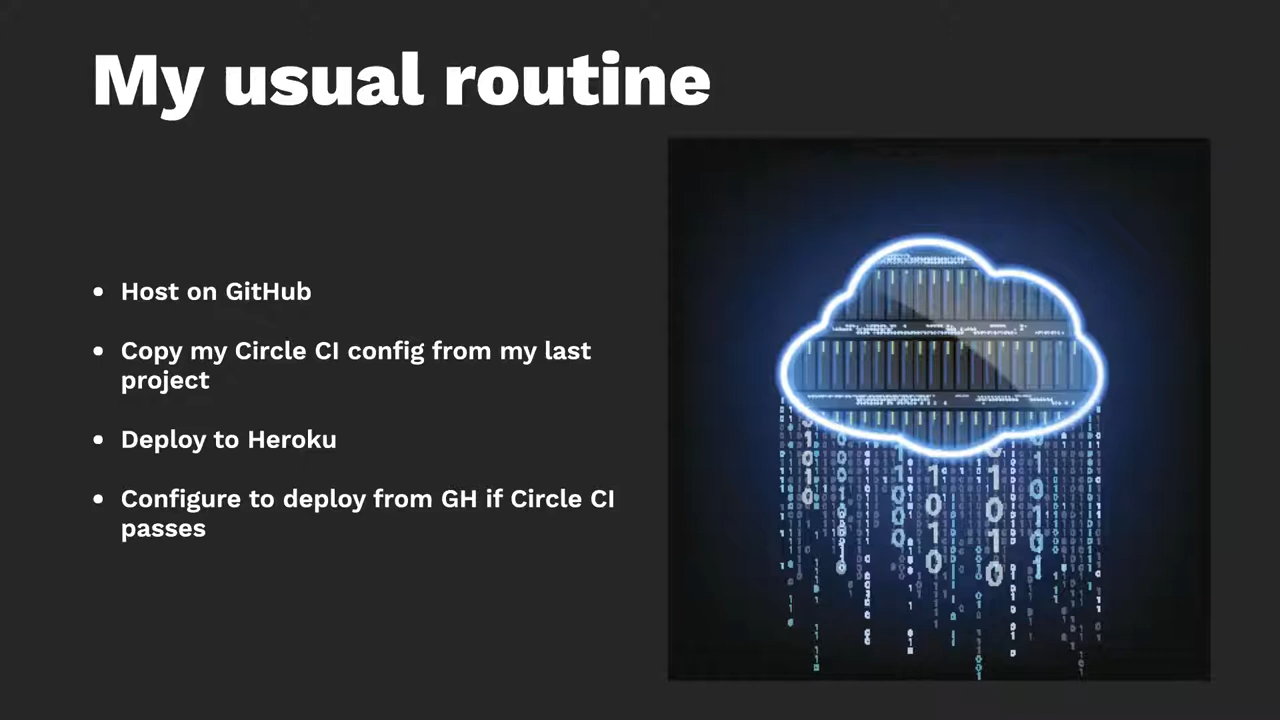 My usual routine
• Host on GitHub
• Copy my Circle CI config from my last
project
• Deploy to Heroku
• Configure to deploy from GH if Circle CI
passes